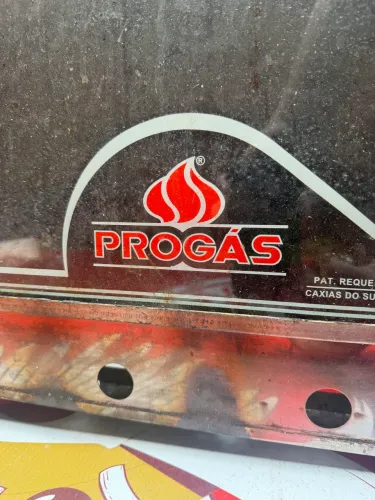 ®
PROGÁS
PAT. REQUE
CAXIAS DO SU